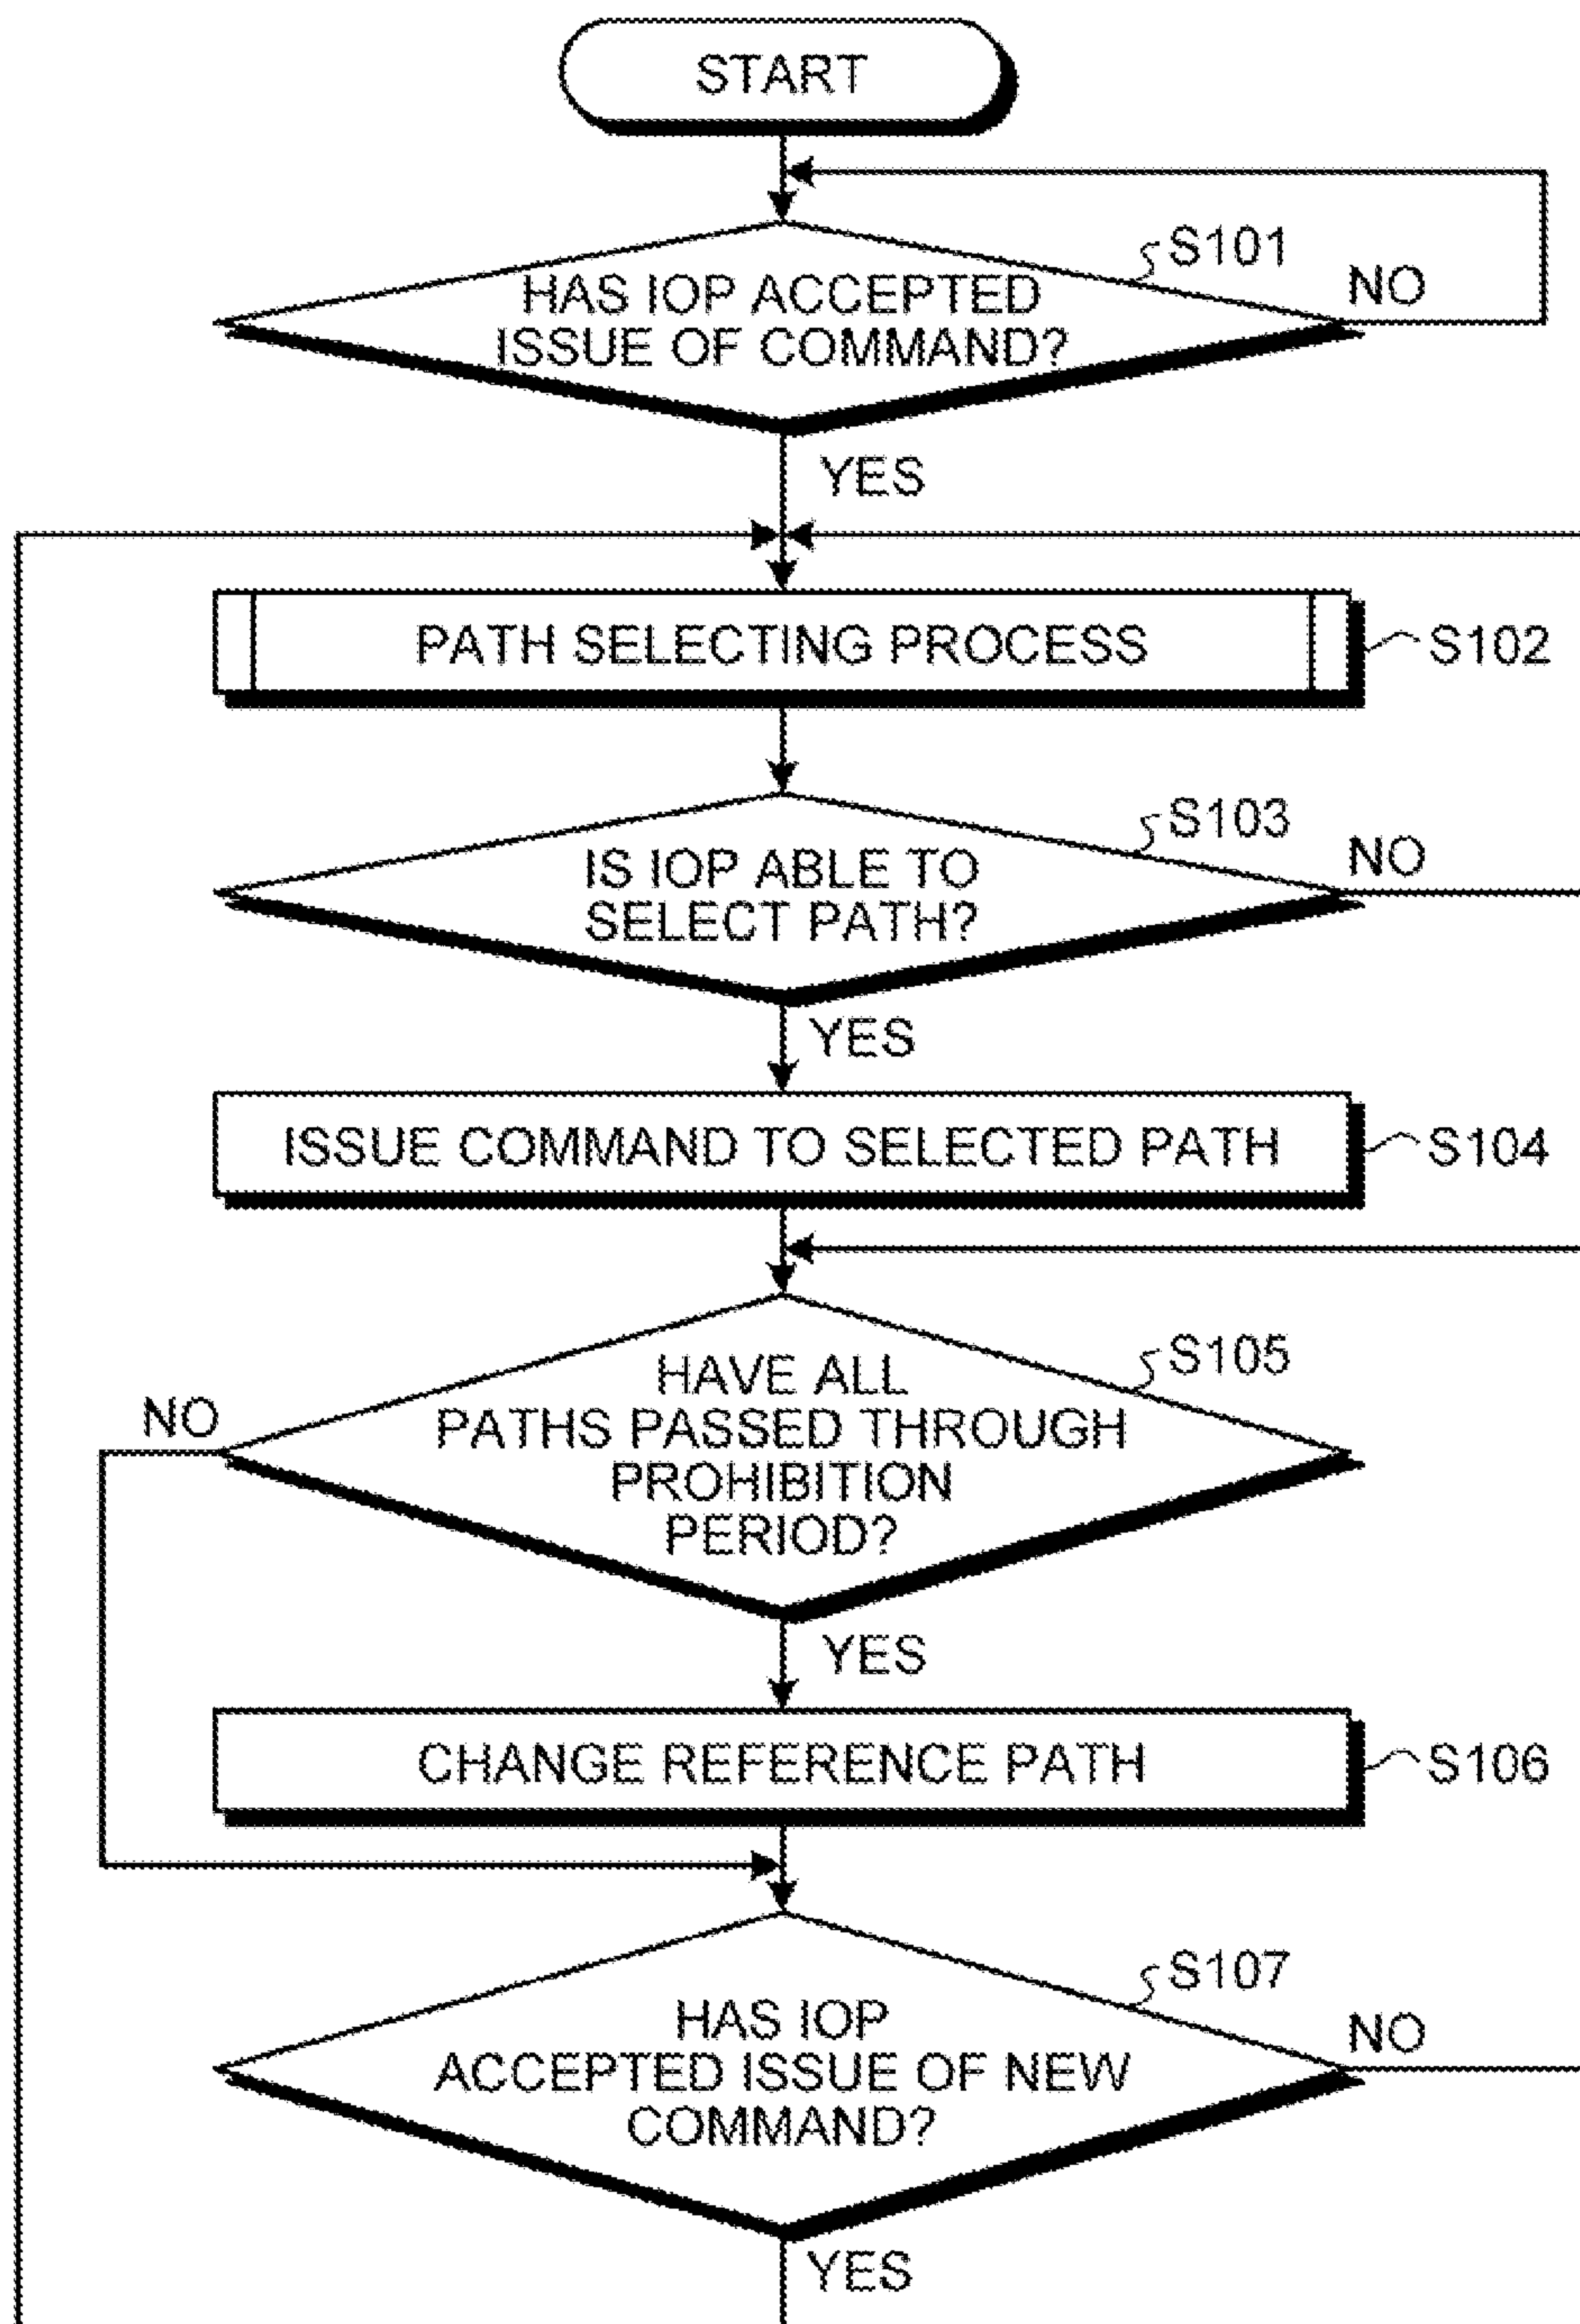 START
S101
HAS IOP ACCEPTED
ISSUE OF COMMAND?
NO
YES
PATH SELECTING PROCESS
S102
S103
IS IOP ABLE TO
SELECT PATH?
NO
YES
ISSUE COMMAND TO SELECTED PATH
S104
S105
HAVE ALL
PATHS PASSED THROUGH
PROHIBITION
PERIOD?
NO
YES
CHANGE REFERENCE PATH
S106
S107
HAS IOP
ACCEPTED ISSUE OF NEW
COMMAND?
NO
YES